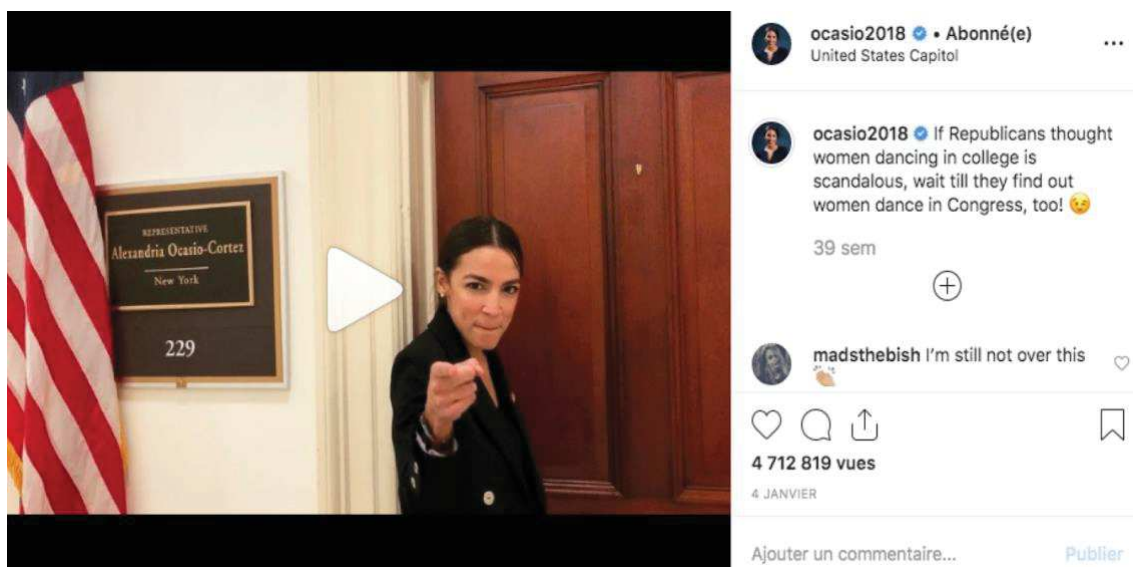 REPRESENTATIVE
Alexandria Ocasio-Cortez
New York
229
ocasio2018 • Abonné(e)
United States Capitol
ocasio2018 If Republicans thought
women dancing in college is
scandalous, wait till they find out
women dance in Congress, too! 😉
39 sem
madsthebish I’m still not over this
👏🏼
4 712 819 vues
4 JANVIER
Ajouter un commentaire...
Publier